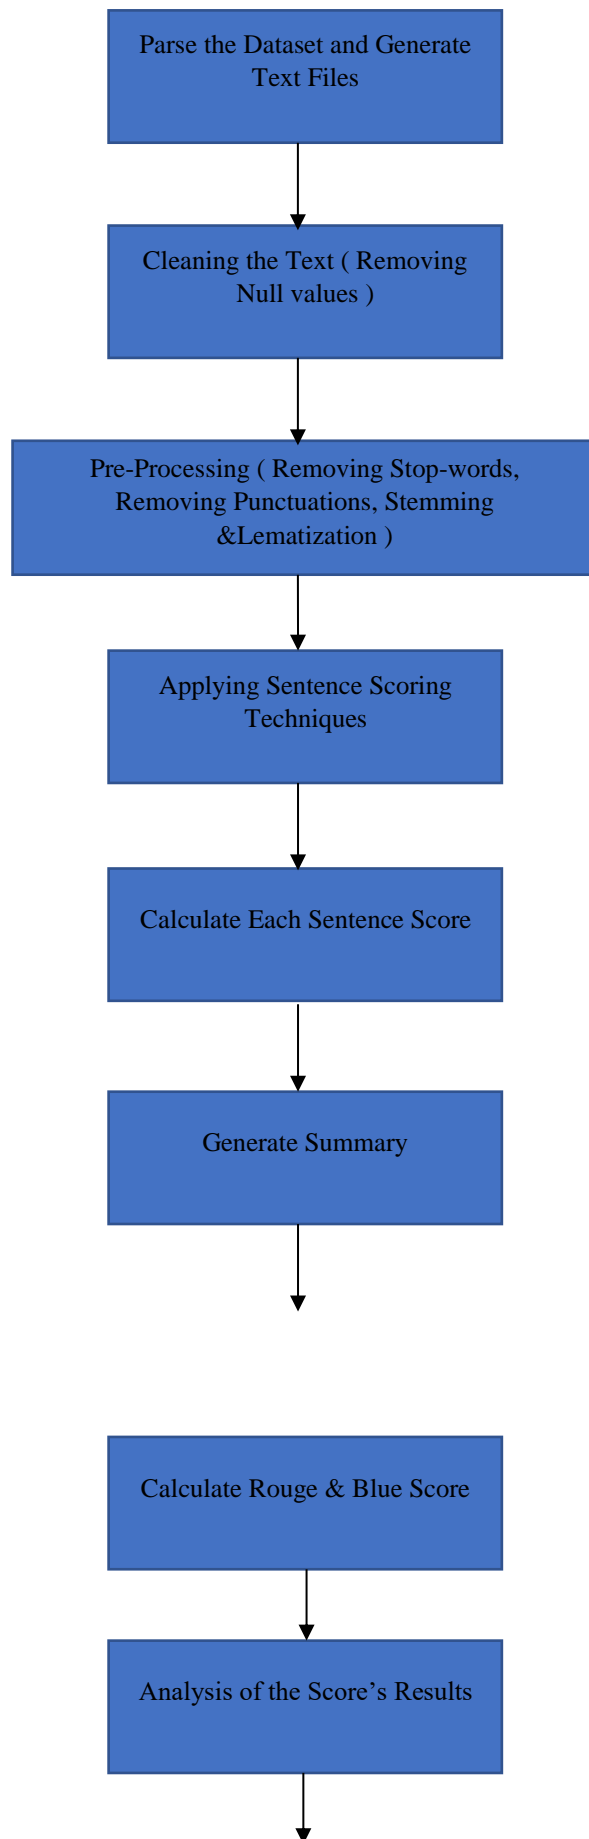 Parse the Dataset and Generate
Text Files
Cleaning the Text ( Removing
Null values )
Pre-Processing ( Removing Stop-words,
Removing Punctuations, Stemming
&Lematization )
Applying Sentence Scoring
Techniques
Calculate Each Sentence Score
Generate Summary
Calculate Rouge & Blue Score
Analysis of the Score’s Results